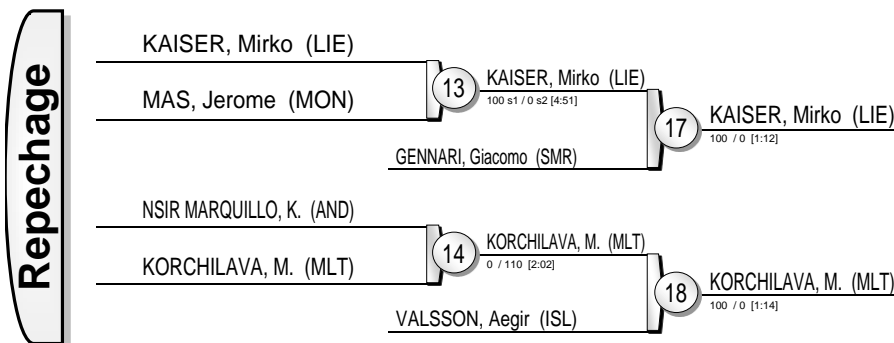 Repechage
KAISER, Mirko (LIE)
MAS, Jerome (MON)
13
KAISER, Mirko (LIE)
100 s1 / 0 s2 [4:51]
GENNARI, Giacomo (SMR)
17
KAISER, Mirko (LIE)
100 / 0 [1:12]
NSIR MARQUILLO, K. (AND)
KORCHILAVA, M. (MLT)
14
KORCHILAVA, M. (MLT)
0 / 110 [2:02]
VALSSON, Aegir (ISL)
18
KORCHILAVA, M. (MLT)
100 / 0 [1:14]